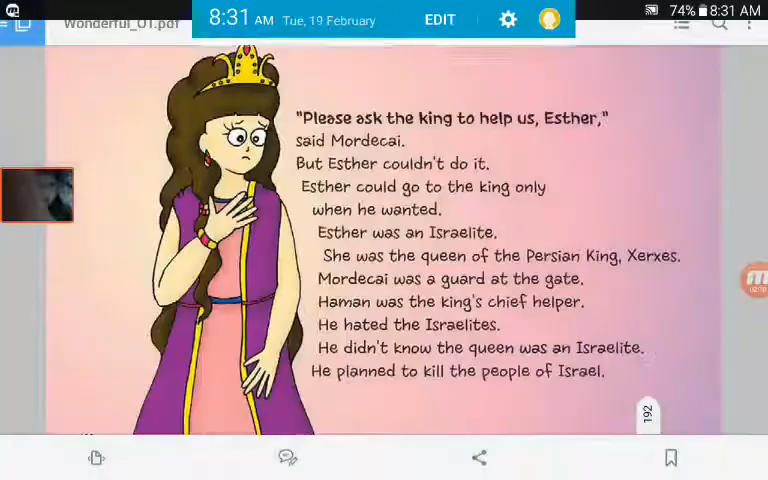 8:31 AM Tue, 19 February EDIT
74% 8:31 AM
Wonderful_OT.pdf
"Please ask the king to help us, Esther,"
said Mordecai.
But Esther couldn't do it.
Esther could go to the king only
when he wanted.
Esther was an Israelite.
She was the queen of the Persian King, Xerxes.
Mordecai was a guard at the gate.
Haman was the king's chief helper.
He hated the Israelites.
He didn't know the queen was an Israelite.
He planned to kill the people of Israel.
192